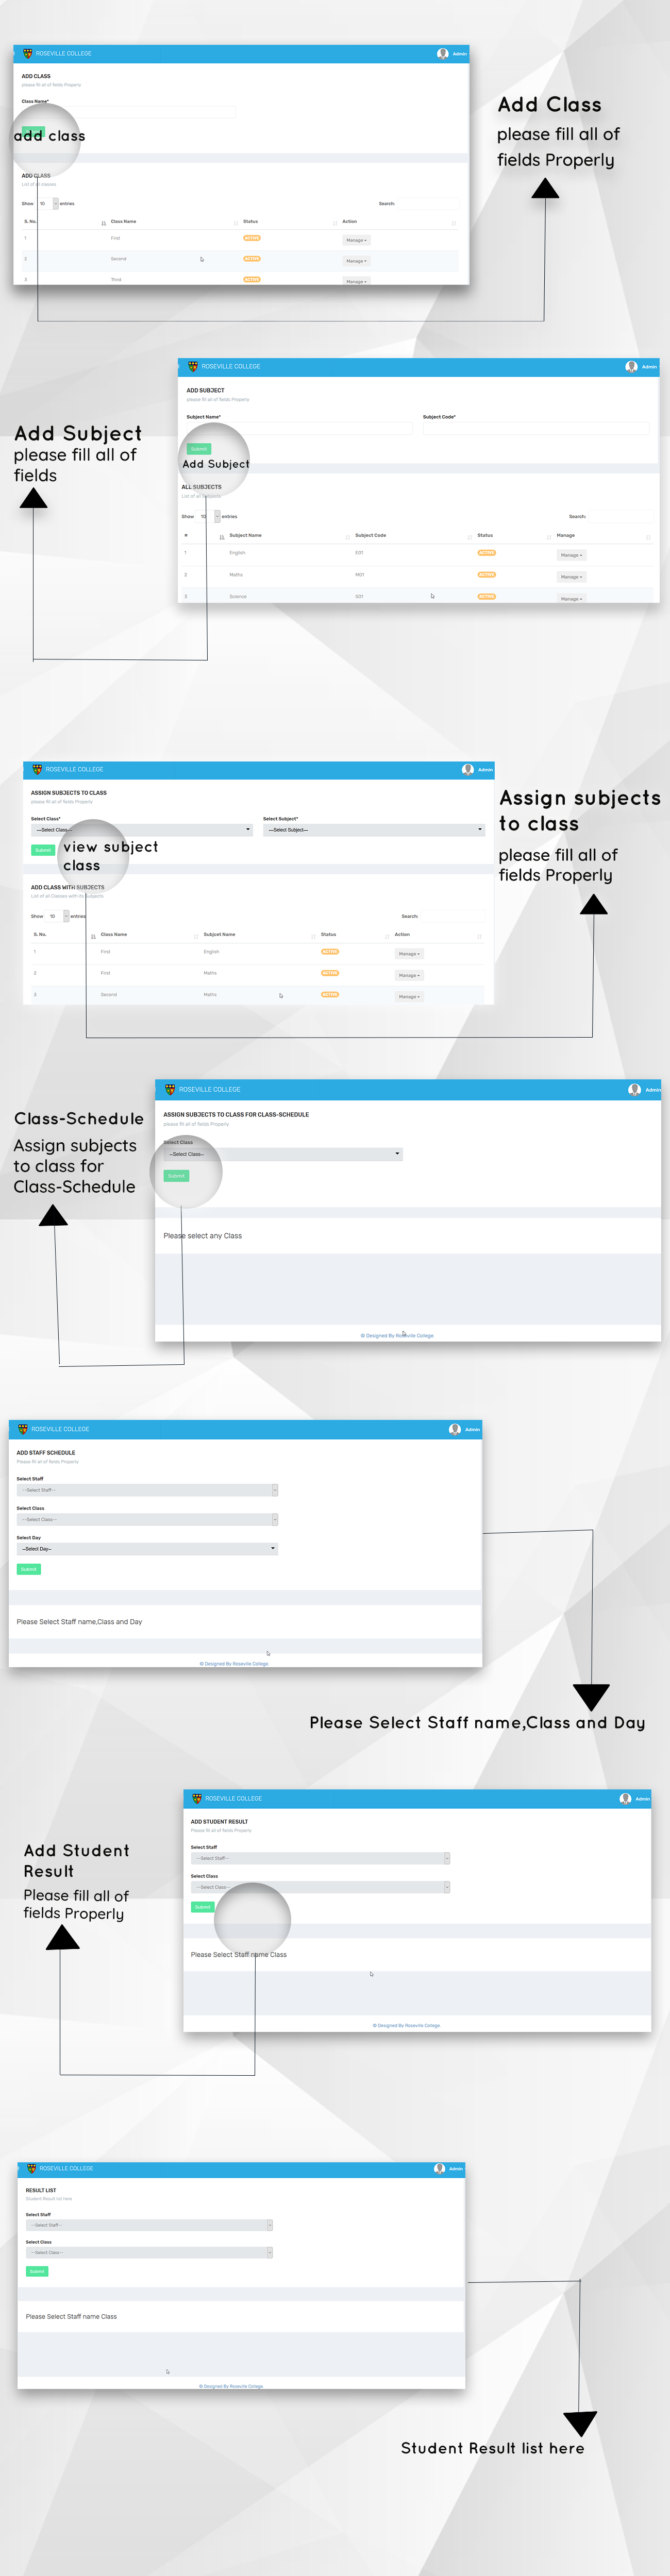 ROSEVILLE COLLEGE
Admin
ADD CLASS
please fill all of fields Properly
Class Name*
add class
ADD CLASS
List of all classes
Show 10 entries
Search:
S. No. Class Name Status Action
1 First ACTIVE Manage
2 Second ACTIVE Manage
3 Third ACTIVE Manage
Add Class
please fill all of
fields Properly
ROSEVILLE COLLEGE
Admin
ADD SUBJECT
please fill all of fields Properly
Subject Name* Subject Code*
Submit
Add Subject
ALL SUBJECTS
List of all subjects
Show 10 entries
Search:
# Subject Name Subject Code Status Manage
1 English E01 ACTIVE Manage
2 Maths M01 ACTIVE Manage
3 Science S01 ACTIVE Manage
Add Subject
please fill all of
fields
ROSEVILLE COLLEGE
Admin
ASSIGN SUBJECTS TO CLASS
please fill all of fields Properly
Select Class* Select Subject*
---Select Class--- ---Select Subject---
Submit
view subject
class
ADD CLASS WITH SUBJECTS
List of all Classes with its Subjects
Show 10 entries
Search:
S. No. Class Name Subjcet Name Status Action
1 First English ACTIVE Manage
2 First Maths ACTIVE Manage
3 Second Maths ACTIVE Manage
Assign subjects
to class
please fill all of
fields Properly
Class-Schedule
Assign subjects
to class for
Class-Schedule
ROSEVILLE COLLEGE
Admin
ASSIGN SUBJECTS TO CLASS FOR CLASS-SCHEDULE
please fill all of fields Properly
Select Class
--Select Class--
Submit
Please select any Class
© Designed By Roseville College.
ROSEVILLE COLLEGE
Admin
ADD STAFF SCHEDULE
Please fill all of fields Properly
Select Staff
--Select Staff--
Select Class
--Select Class--
Select Day
--Select Day--
Submit
Please Select Staff name,Class and Day
© Designed By Roseville College.
Please Select Staff name,Class and Day
ROSEVILLE COLLEGE
Admin
ADD STUDENT RESULT
Please fill all of fields Properly
Select Staff
--Select Staff--
Select Class
--Select Class--
Submit
Please Select Staff name Class
© Designed By Roseville College.
Add Student
Result
Please fill all of
fields Properly
ROSEVILLE COLLEGE
Admin
RESULT LIST
Student Result list here
Select Staff
--Select Staff--
Select Class
--Select Class--
Submit
Please Select Staff name Class
© Designed By Roseville College
Student Result list here